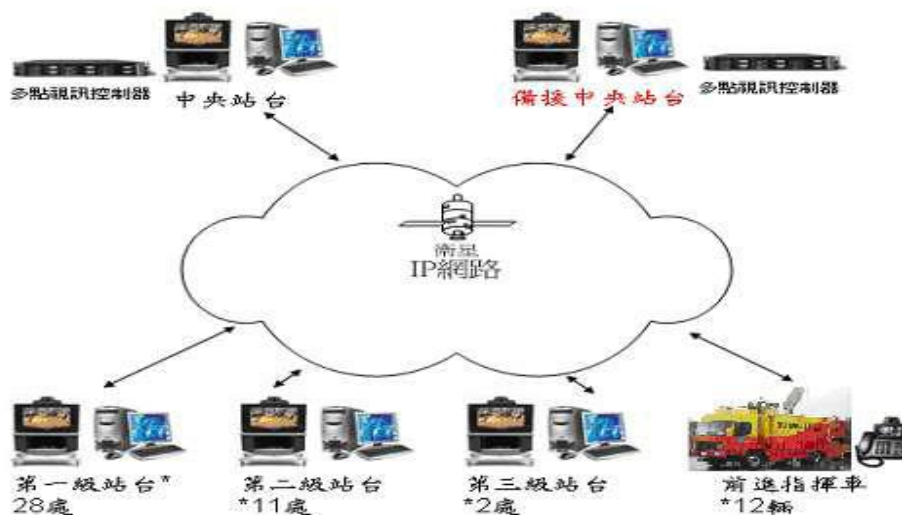 多點視訊控制器
中央站台
備援中央站台
多點視訊控制器
衛星
IP網路
第一級站台*
28處
第二級站台
*11處
第三級站台
*2處
前進指揮車
*12輛